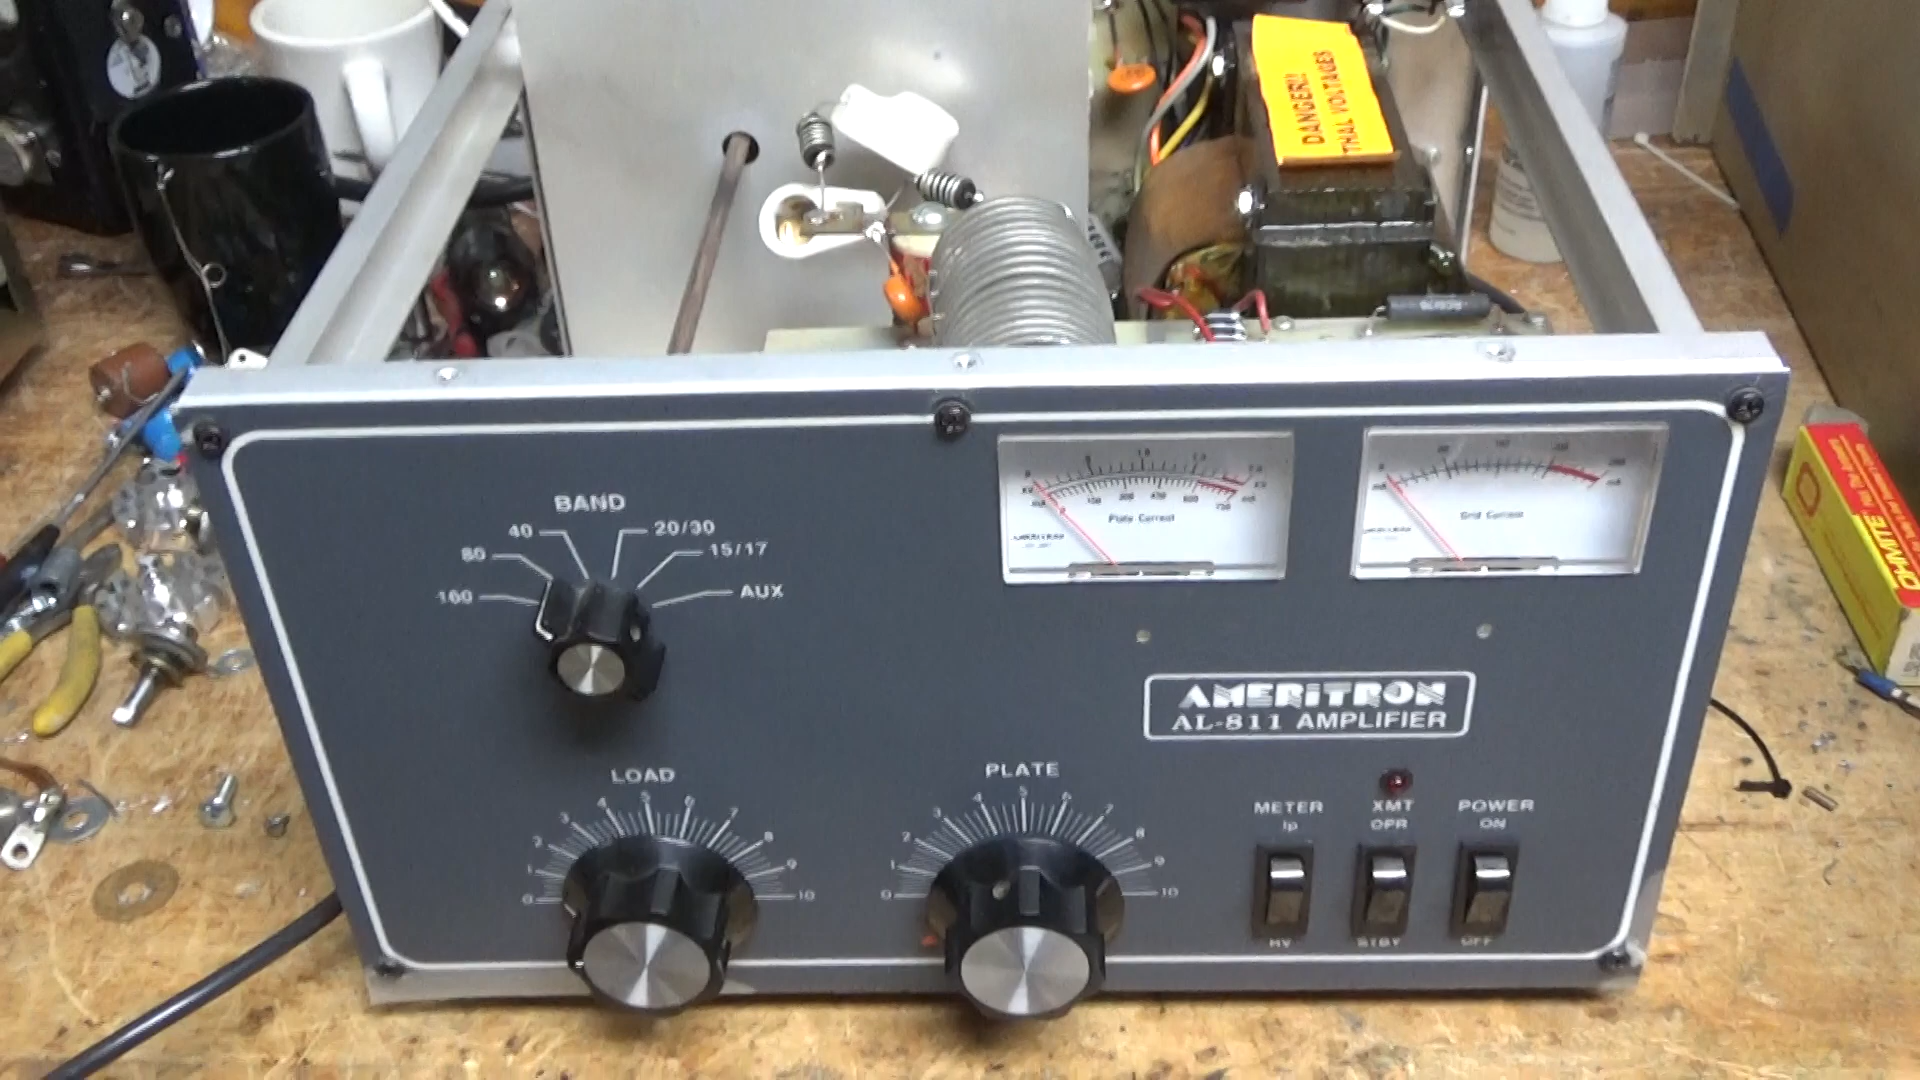 DANGER!!
THAL VOLTAGES
BAND
40
20/30
80
15/17
160
AUX
Plate Current
Grid Current
AMERITRON
AL-811 AMPLIFIER
LOAD
0 1 2 3 4 5 6 7 8 9 10
PLATE
0 1 2 3 4 5 6 7 8 9 10
METER
Ip
HV
XMT
OPR
STBY
POWER
ON
OFF
OHMITE